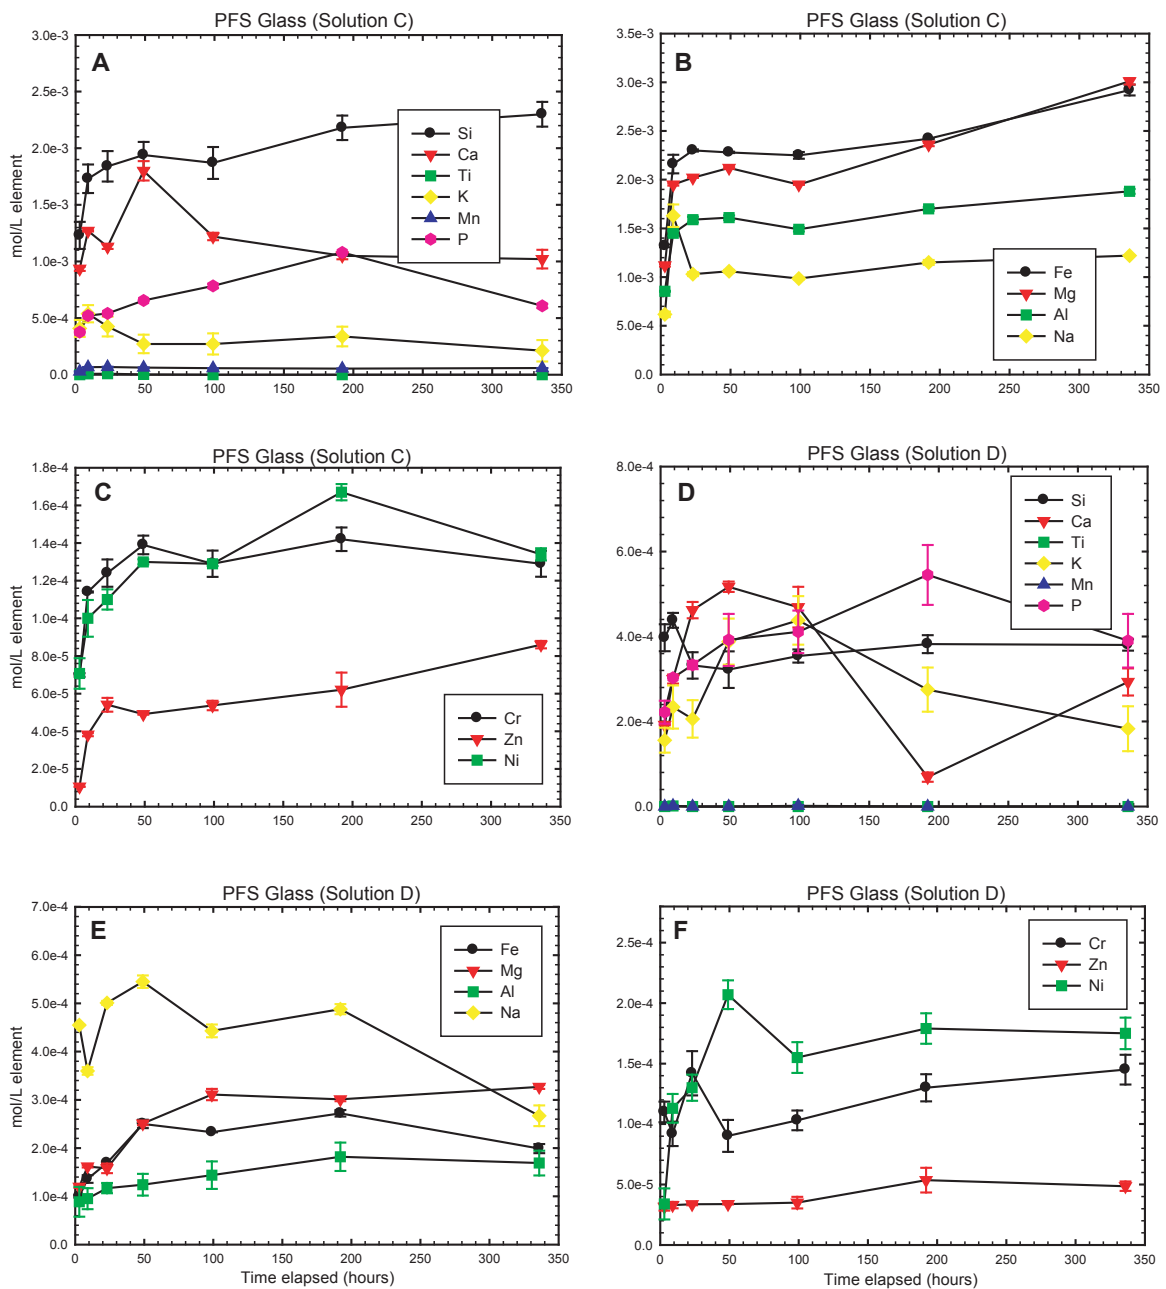 PFS Glass (Solution C)
A
mol/L element
3.0e-3
2.5e-3
2.0e-3
1.5e-3
1.0e-3
5.0e-4
0.0
0 50 100 150 200 250 300 350
Si
Ca
Ti
K
Mn
P
PFS Glass (Solution C)
B
3.5e-3
3.0e-3
2.5e-3
2.0e-3
1.5e-3
1.0e-3
5.0e-4
0.0
0 50 100 150 200 250 300 350
Fe
Mg
Al
Na
PFS Glass (Solution C)
C
mol/L element
1.8e-4
1.6e-4
1.4e-4
1.2e-4
1.0e-4
8.0e-5
6.0e-5
4.0e-5
2.0e-5
0.0
0 50 100 150 200 250 300 350
Cr
Zn
Ni
PFS Glass (Solution D)
D
8.0e-4
6.0e-4
4.0e-4
2.0e-4
0.0
0 50 100 150 200 250 300 350
Si
Ca
Ti
K
Mn
P
PFS Glass (Solution D)
E
mol/L element
7.0e-4
6.0e-4
5.0e-4
4.0e-4
3.0e-4
2.0e-4
1.0e-4
0.0
0 50 100 150 200 250 300 350
Time elapsed (hours)
Fe
Mg
Al
Na
PFS Glass (Solution D)
F
2.5e-4
2.0e-4
1.5e-4
1.0e-4
5.0e-5
0.0
0 50 100 150 200 250 300 350
Time elapsed (hours)
Cr
Zn
Ni